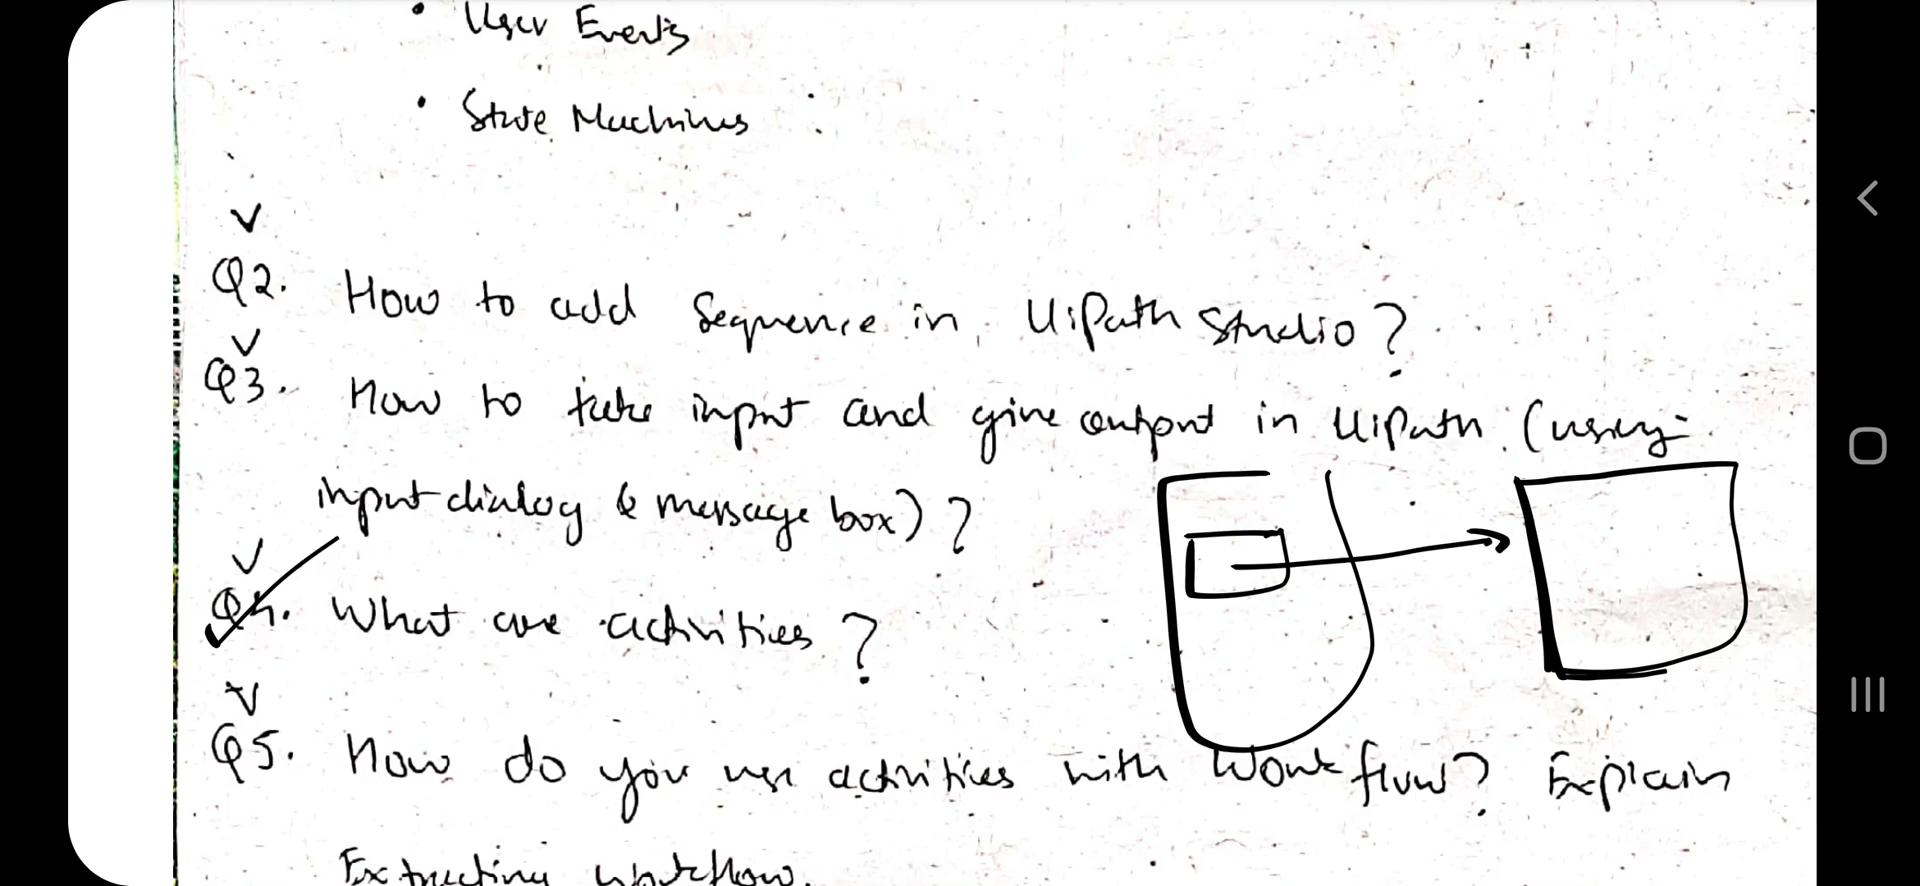 • User Events
• State Machines
Q2. How to add Sequence in UiPath Studio?
Q3. How to take input and give output in UiPath (using
input dialog & message box)?
Q4. What are activities?
Q5. How do you use activities with Workflow? Explain
Extracting workflow.